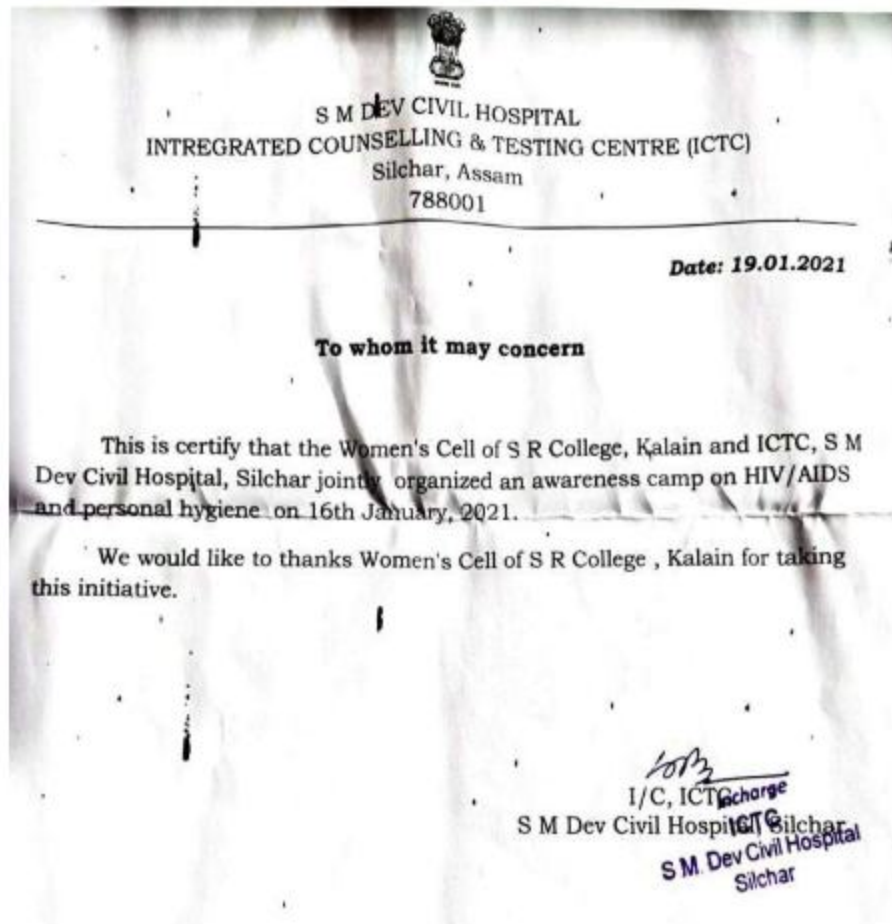 S M DEV CIVIL HOSPITAL
INTREGRATED COUNSELLING & TESTING CENTRE (ICTC)
Silchar, Assam
788001
Date: 19.01.2021
To whom it may concern
This is certify that the Women's Cell of S R College, Kalain and ICTC, S M
Dev Civil Hospital, Silchar jointly organized an awareness camp on HIV/AIDS
and personal hygiene on 16th January, 2021.
We would like to thanks Women's Cell of S R College , Kalain for taking
this initiative.
I/C, ICTC
Incharge
S M Dev Civil Hospital, Silchar
ICTC
S M. Dev Civil Hospital
Silchar